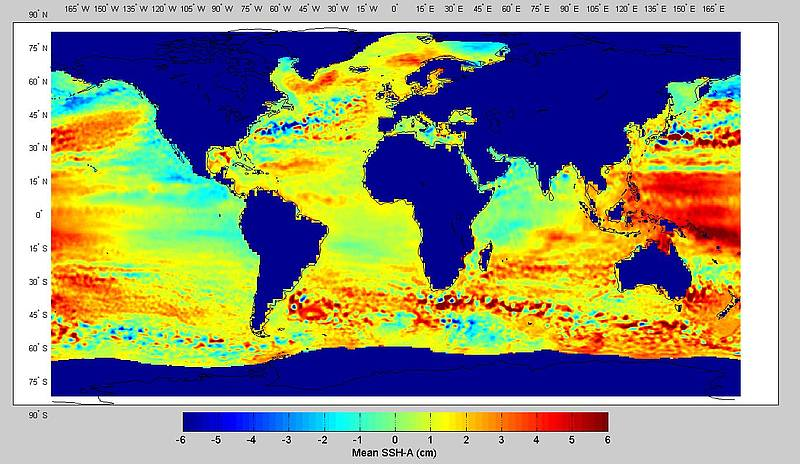 165° W 150° W 135° W 120° W 105° W 90° W 75° W 60° W 45° W 30° W 15° W 0° 15° E 30° E 45° E 60° E 75° E 90° E 105° E 120° E 135° E 150° E 165° E
90° N
75° N
60° N
45° N
30° N
15° N
0°
15° S
30° S
45° S
60° S
75° S
90° S
-6 -5 -4 -3 -2 -1 0 1 2 3 4 5 6
Mean SSH-A (cm)